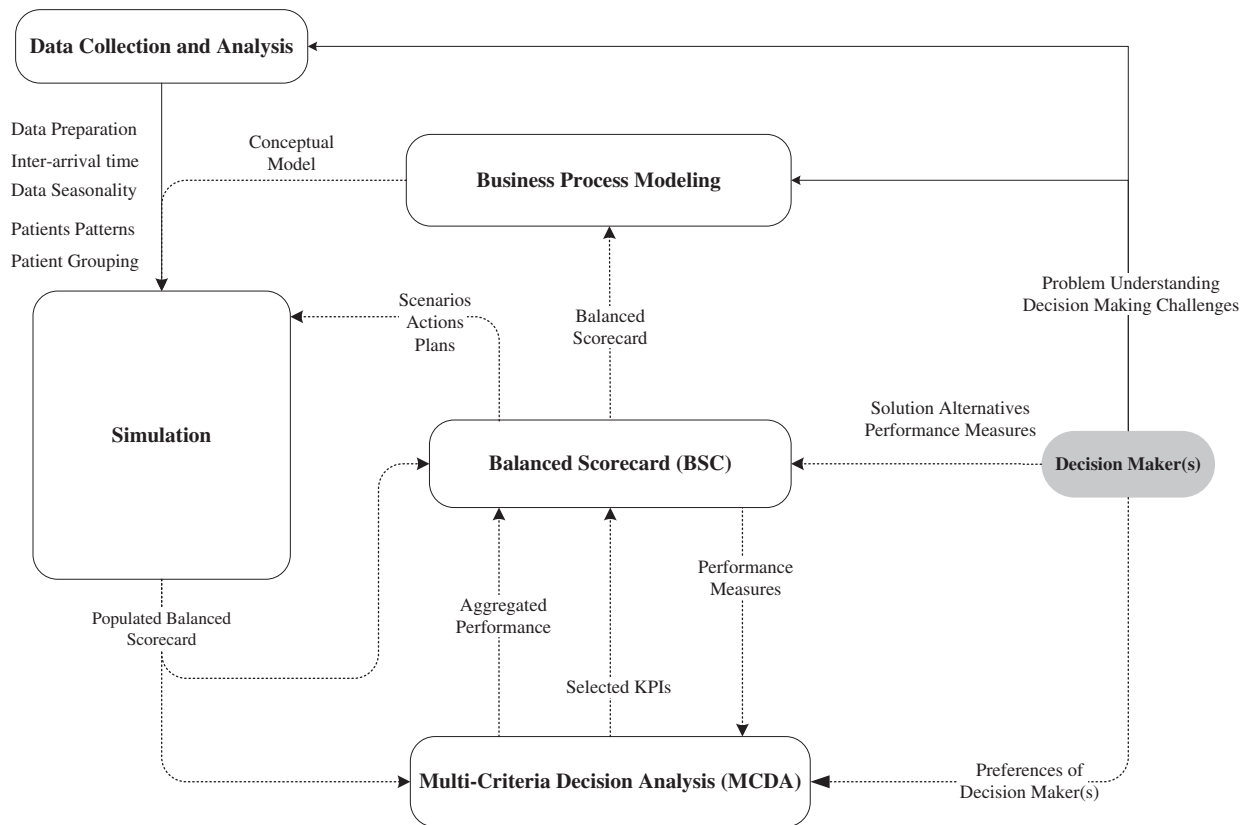 Data Collection and Analysis
Data Preparation
Inter-arrival time
Data Seasonality
Patients Patterns
Patient Grouping
Conceptual
Model
Business Process Modeling
Problem Understanding
Decision Making Challenges
Scenarios
Actions
Plans
Balanced
Scorecard
Simulation
Solution Alternatives
Performance Measures
Balanced Scorecard (BSC)
Decision Maker(s)
Populated Balanced
Scorecard
Aggregated
Performance
Selected KPIs
Performance
Measures
Multi-Criteria Decision Analysis (MCDA)
Preferences of
Decision Maker(s)